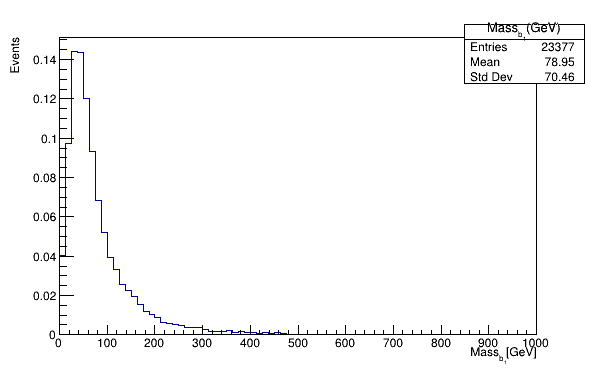 Mass_b_1(GeV)
Entries 23377
Mean 78.95
Std Dev 70.46
Events
0.14
0.12
0.1
0.08
0.06
0.04
0.02
0
0 100 200 300 400 500 600 700 800 900 1000
Mass_b_1[GeV]